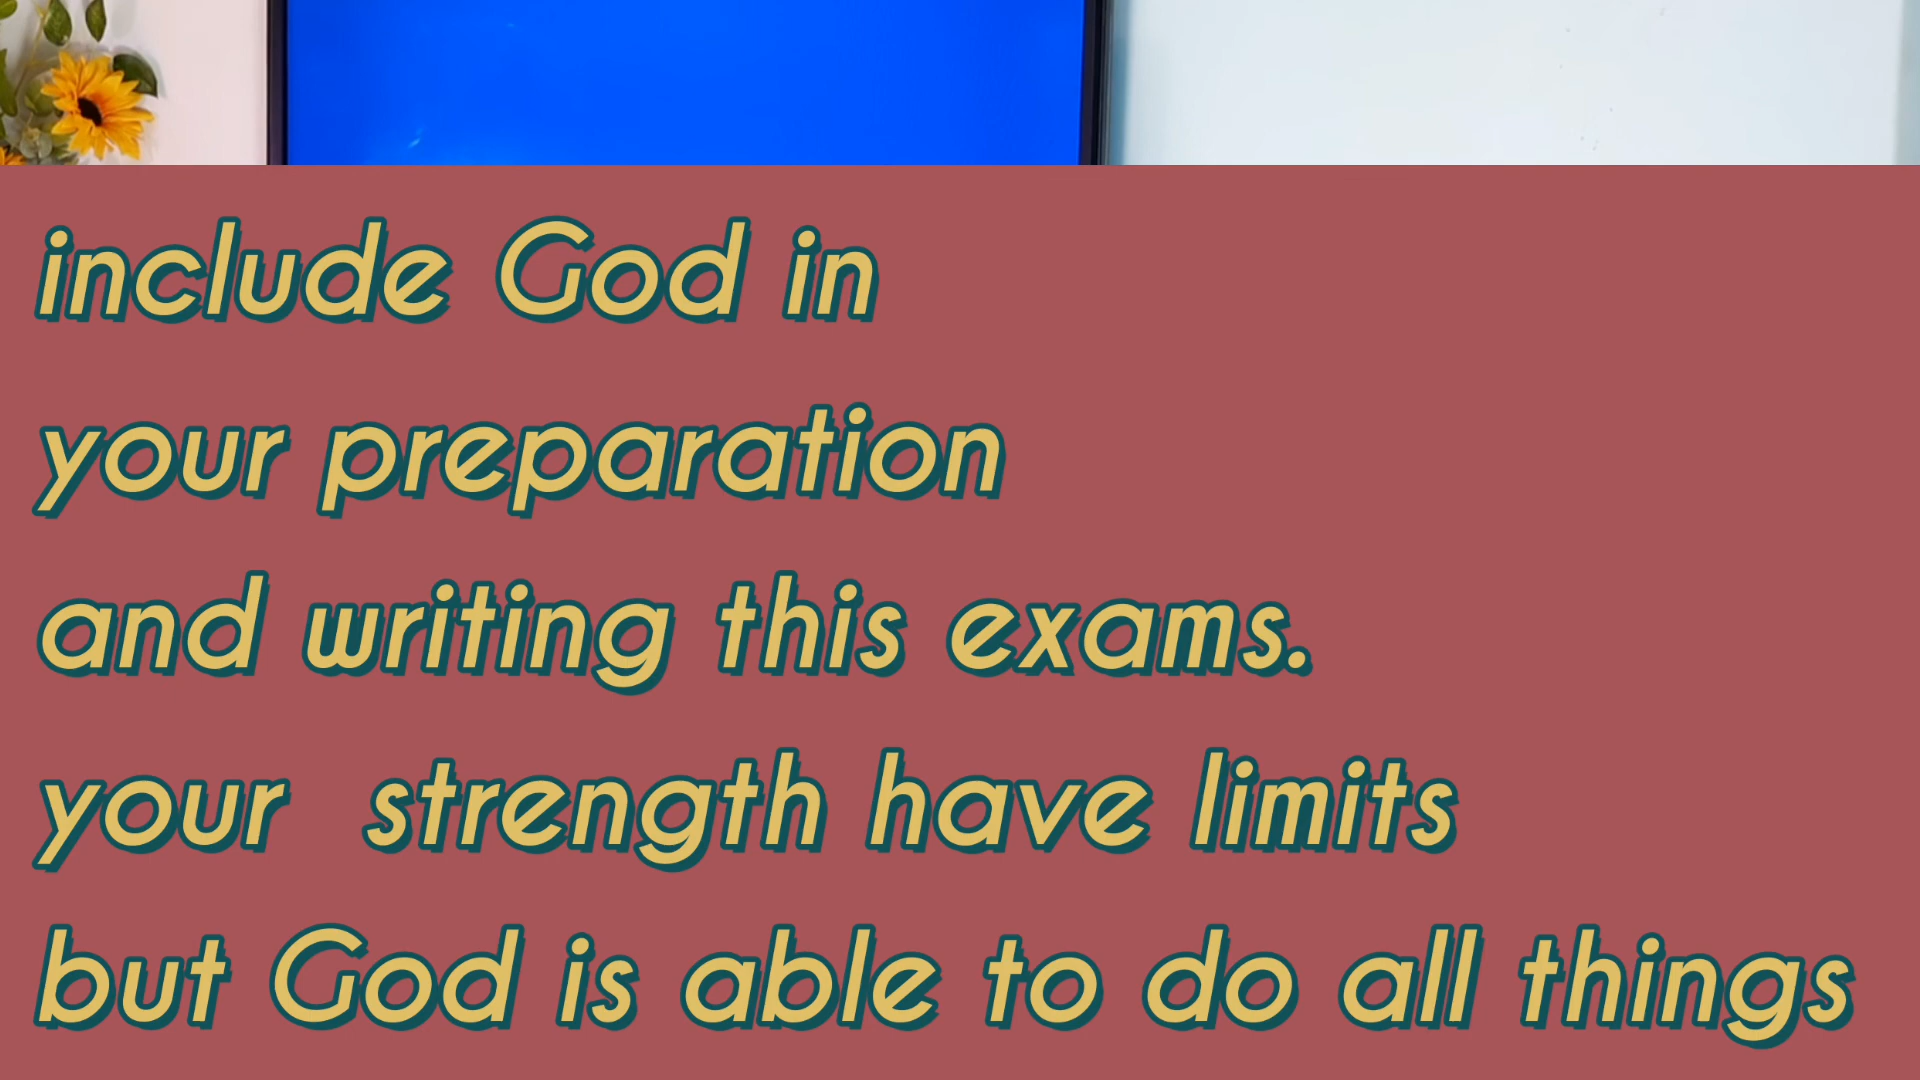 include God in
your preparation
and writing this exams.
your  strength have limits
but God is able to do all things